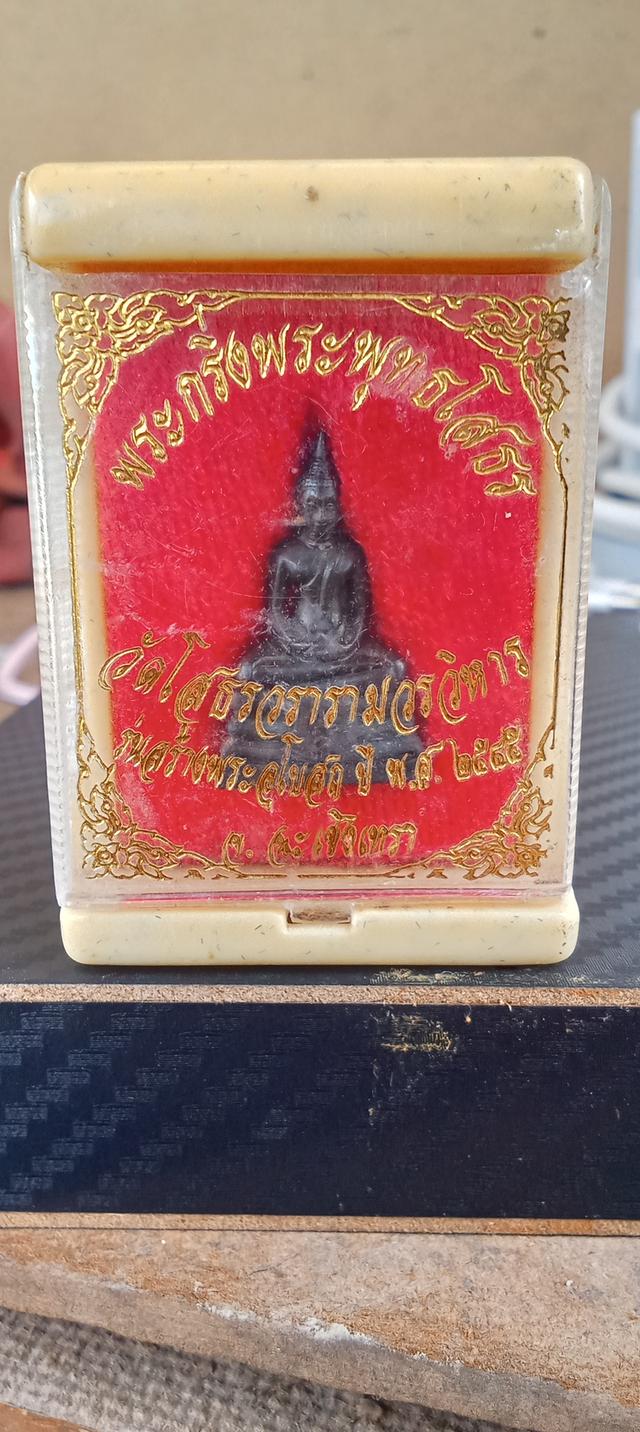 พระกริ่งพระพุทธโสธร
วัดโสธรวรารามวรวิหาร
รุ่นสร้างพระอุโบสถ ปี พ.ศ. ๒๕๔๕
จ. ฉะเชิงเทรา